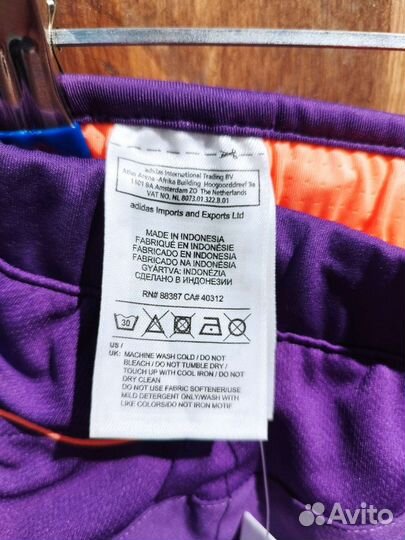 adidas International Trading BV
Atlas Arena -Afrika Building Hoogoorddreef 9a
1101 BA Amsterdam ZO The Netherlands
VAT NO. NL 8073.01.322.B.01
adidas Imports and Exports Ltd
MADE IN INDONESIA
FABRIQUÉ EN INDONÉSIE
FABRICADO EN INDONESIA
FABRICADO NA INDONÉSIA
GYÁRTVA: INDONÉZIA
СДЕЛАНО В ИНДОНЕЗИИ
RN# 88387 CA# 40312
30
US /
UK: MACHINE WASH COLD / DO NOT
BLEACH / DO NOT TUMBLE DRY /
TOUCH UP WITH COOL IRON / DO NOT
DRY CLEAN
DO NOT USE FABRIC SOFTENER/USE
MILD DETERGENT ONLY/WASH WITH
LIKE COLORS/DO NOT IRON MOTIF
Avito